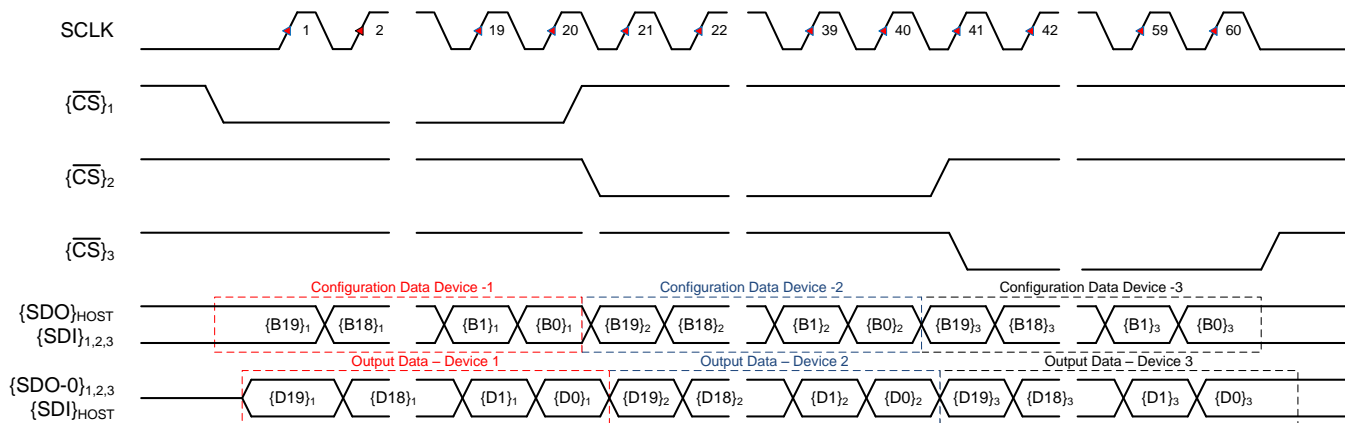 SCLK 1 2 19 20 21 22 39 40 41 42 59 60
{C̅S̅}₁
{C̅S̅}₂
{C̅S̅}₃
Configuration Data Device -1 Configuration Data Device -2 Configuration Data Device -3
{SDO}HOST
{SDI}1,2,3
{B19}₁ {B18}₁ {B1}₁ {B0}₁ {B19}₂ {B18}₂ {B1}₂ {B0}₂ {B19}₃ {B18}₃ {B1}₃ {B0}₃
Output Data – Device 1 Output Data – Device 2 Output Data – Device 3
{SDO-0}1,2,3
{SDI}HOST
{D19}₁ {D18}₁ {D1}₁ {D0}₁ {D19}₂ {D18}₂ {D1}₂ {D0}₂ {D19}₃ {D18}₃ {D1}₃ {D0}₃